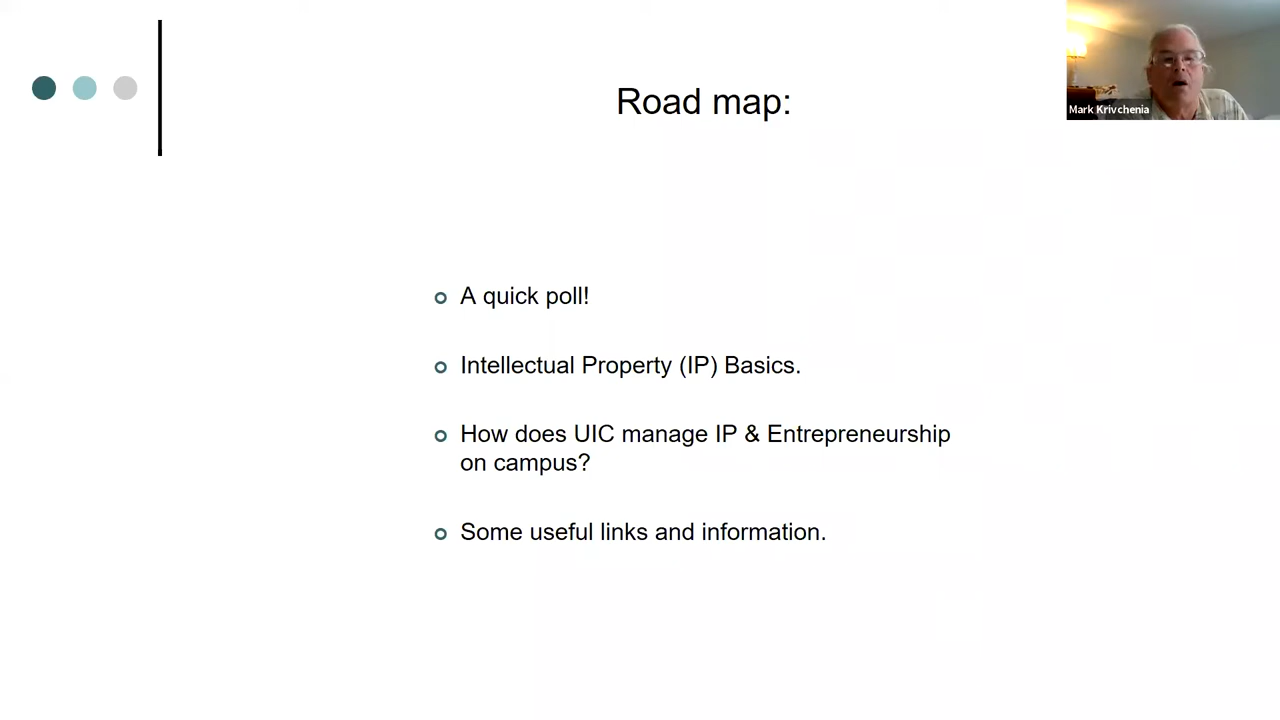 Road map:
Mark Krivchenia
A quick poll!
Intellectual Property (IP) Basics.
How does UIC manage IP & Entrepreneurship
on campus?
Some useful links and information.